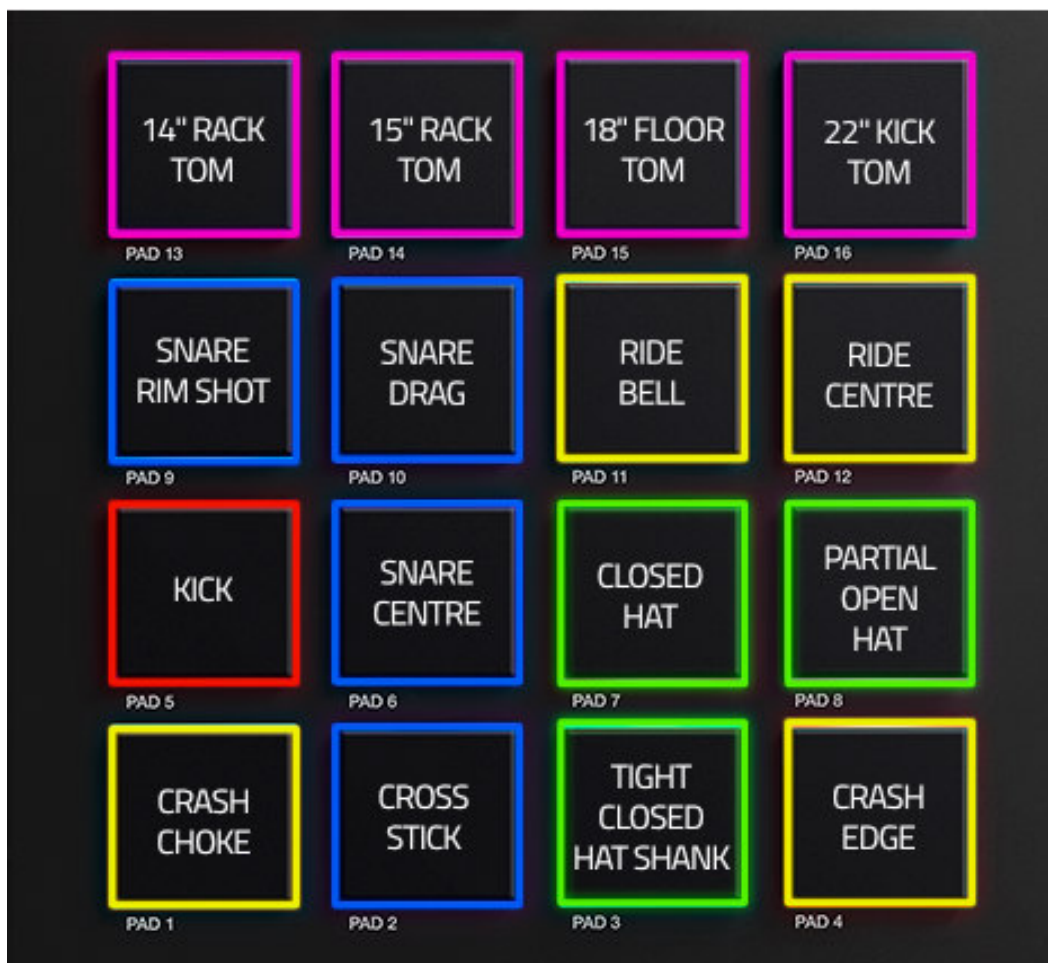 14" RACK
TOM
PAD 13
15" RACK
TOM
PAD 14
18" FLOOR
TOM
PAD 15
22" KICK
TOM
PAD 16
SNARE
RIM SHOT
PAD 9
SNARE
DRAG
PAD 10
RIDE
BELL
PAD 11
RIDE
CENTRE
PAD 12
KICK
PAD 5
SNARE
CENTRE
PAD 6
CLOSED
HAT
PAD 7
PARTIAL
OPEN
HAT
PAD 8
CRASH
CHOKE
PAD 1
CROSS
STICK
PAD 2
TIGHT
CLOSED
HAT SHANK
PAD 3
CRASH
EDGE
PAD 4